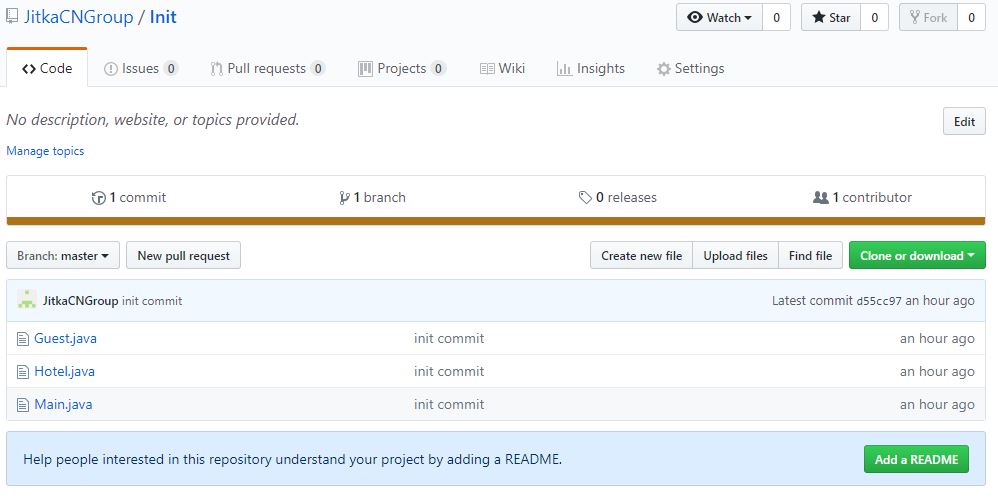 JitkaCNGroup / Init
Watch 0 Star 0 Fork 0
Code Issues 0 Pull requests 0 Projects 0 Wiki Insights Settings
No description, website, or topics provided. Edit
Manage topics
1 commit 1 branch 0 releases 1 contributor
Branch: master New pull request Create new file Upload files Find file Clone or download
JitkaCNGroup init commit Latest commit d55cc97 an hour ago
Guest.java init commit an hour ago
Hotel.java init commit an hour ago
Main.java init commit an hour ago
Help people interested in this repository understand your project by adding a README. Add a README